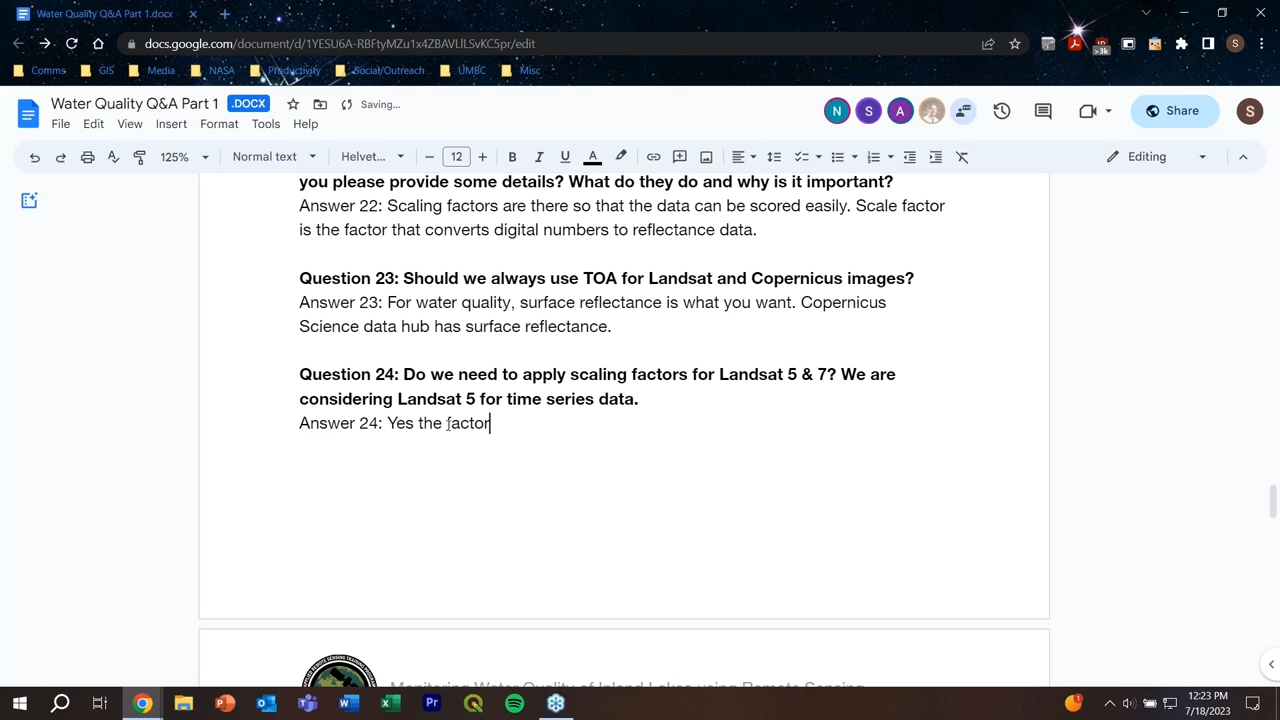 Water Quality Q&A Part 1.docx
docs.google.com/document/d/1YESU6A-RBFtyMZu1x4ZBAVLlLSvKC5pr/edit
>3k
S
Comms
GIS
Media
NASA
Productivity
Social/Outreach
UMBC
Misc
Water Quality Q&A Part 1
.DOCX
Saving...
N
S
A
Share
S
File
Edit
View
Insert
Format
Tools
Help
125%
Normal text
Helvet...
12
Editing
you please provide some details? What do they do and why is it important?
Answer 22: Scaling factors are there so that the data can be scored easily. Scale factor
is the factor that converts digital numbers to reflectance data.
Question 23: Should we always use TOA for Landsat and Copernicus images?
Answer 23: For water quality, surface reflectance is what you want. Copernicus
Science data hub has surface reflectance.
Question 24: Do we need to apply scaling factors for Landsat 5 & 7? We are
considering Landsat 5 for time series data.
Answer 24: Yes the factor
Monitoring Water Quality of Inland Lakes using Remote Sensing
12:23 PM
7/18/2023